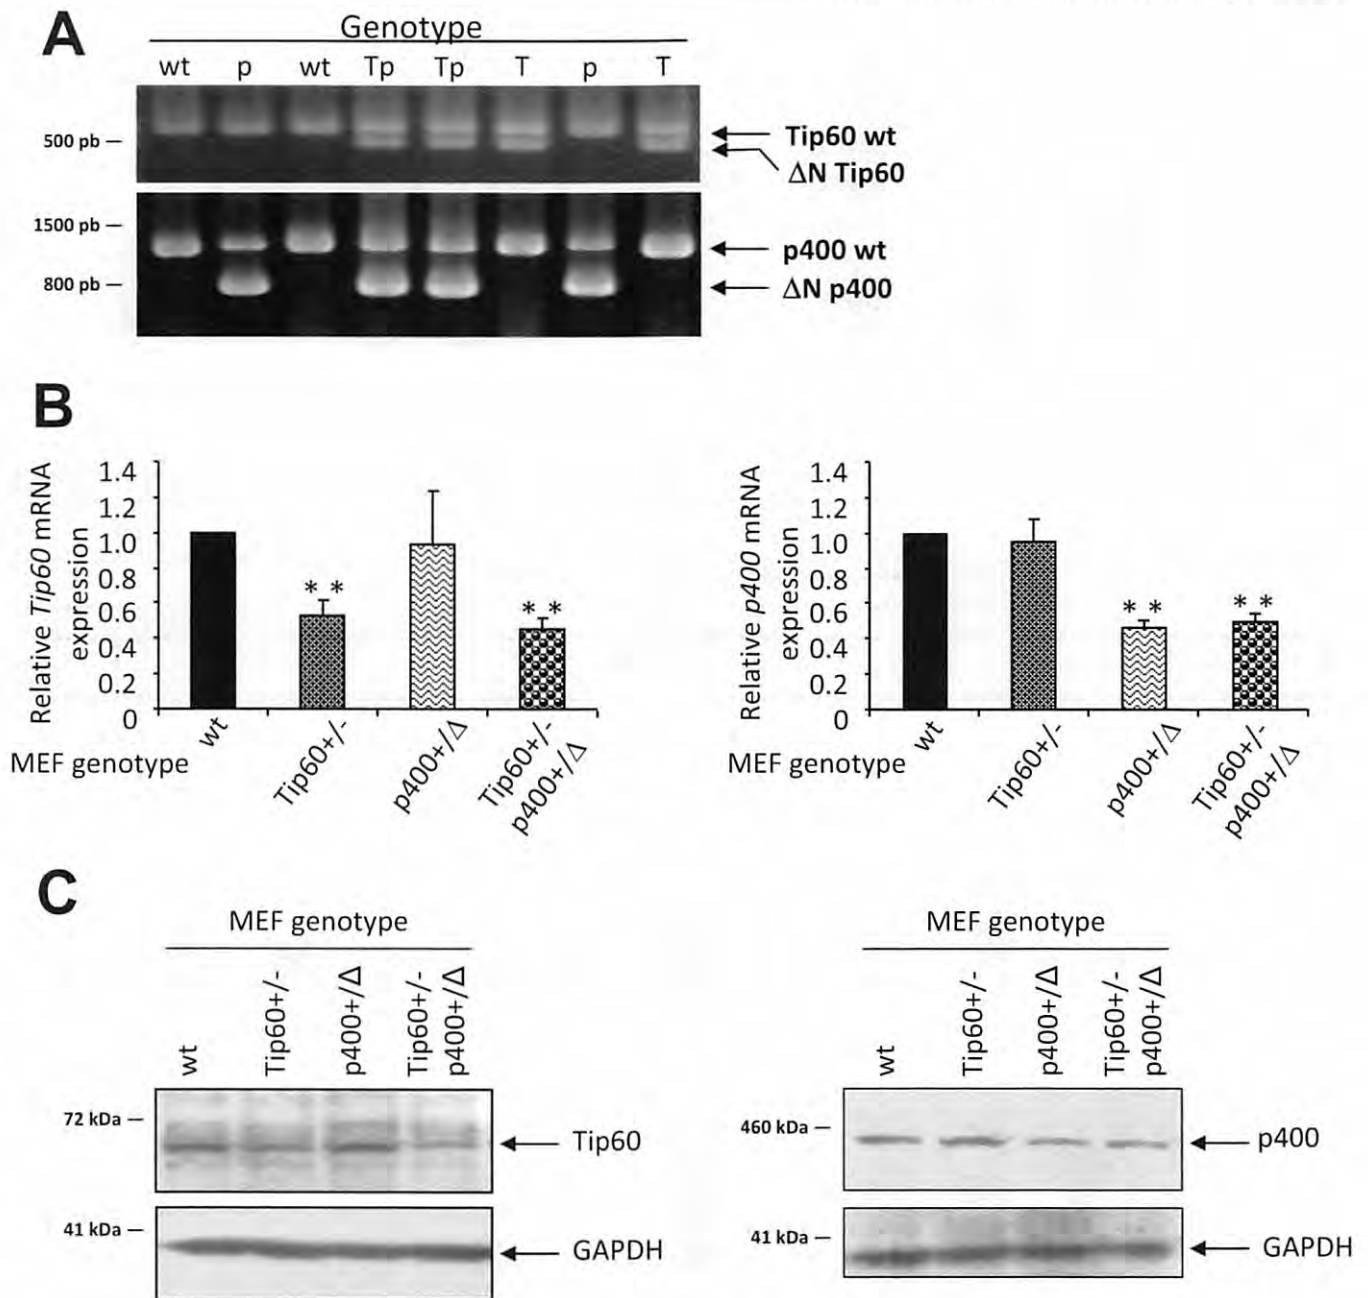 A
Genotype
wt p wt Tp Tp T p T
500 pb
Tip60 wt
ΔN Tip60
1500 pb
p400 wt
800 pb
ΔN p400
B
Relative Tip60 mRNA
expression
1.4
1.2
1.0
0.8
0.6
0.4
0.2
0
* *
* *
MEF genotype
wt
Tip60+/-
p400+/Δ
Tip60+/-
p400+/Δ
Relative p400 mRNA
expression
1.4
1.2
1.0
0.8
0.6
0.4
0.2
0
* *
* *
MEF genotype
wt
Tip60+/-
p400+/Δ
Tip60+/-
p400+/Δ
C
MEF genotype
wt
Tip60+/-
p400+/Δ
Tip60+/-
p400+/Δ
72 kDa
Tip60
41 kDa
GAPDH
MEF genotype
wt
Tip60+/-
p400+/Δ
Tip60+/-
p400+/Δ
460 kDa
p400
41 kDa
GAPDH